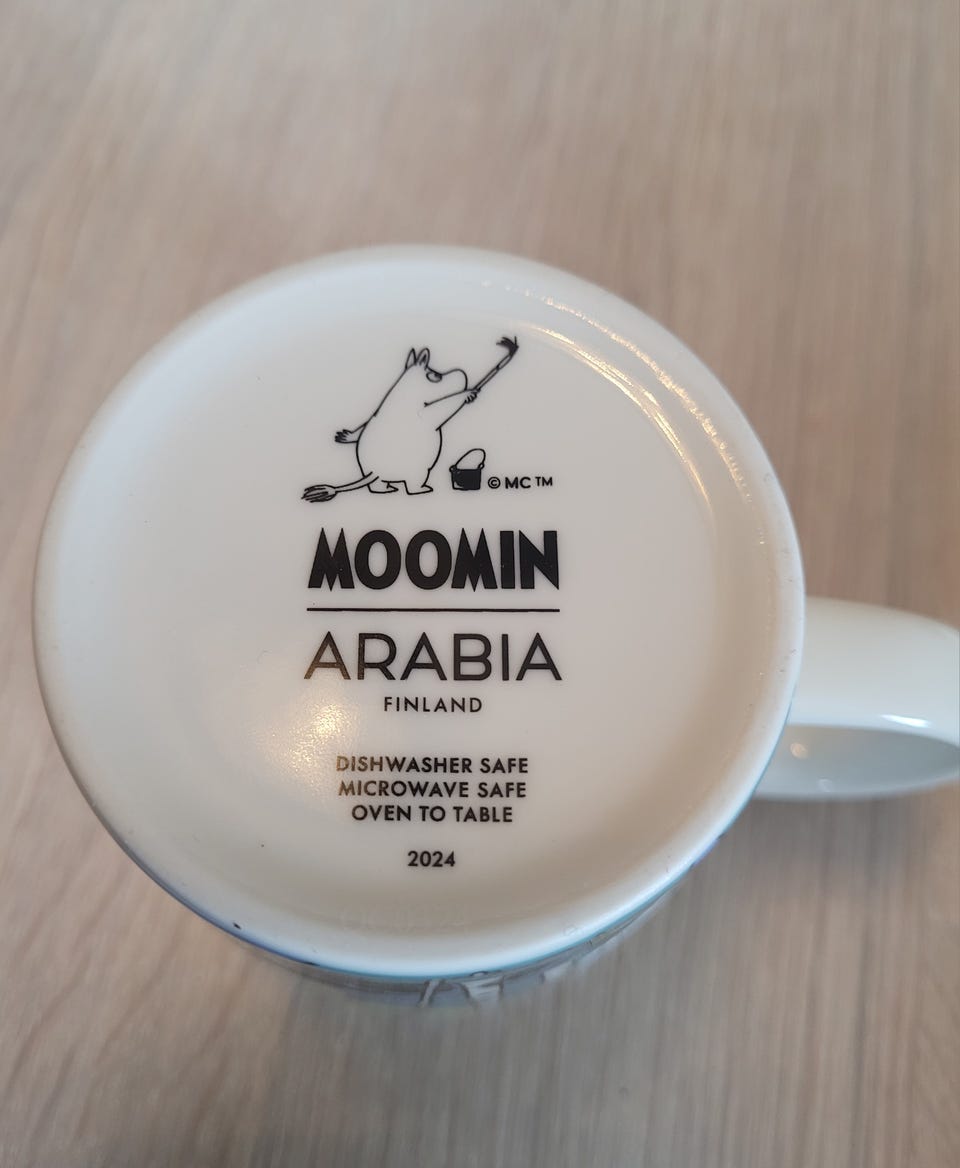 © MC ™
MOOMIN
ARABIA
FINLAND
DISHWASHER SAFE
MICROWAVE SAFE
OVEN TO TABLE
2024